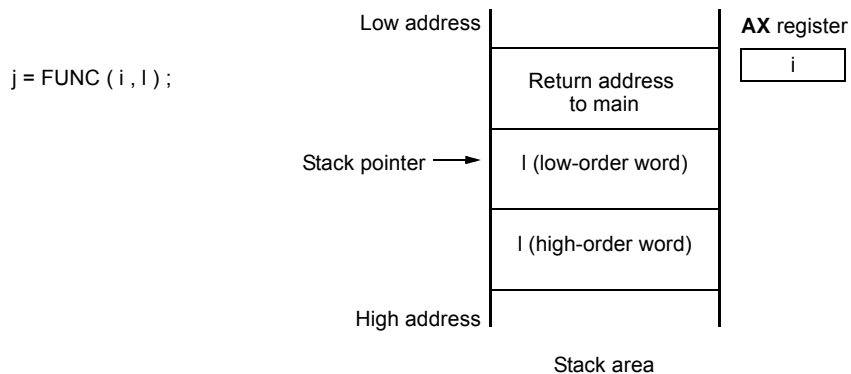 Low address
AX register
i
j = FUNC ( i , l ) ;
Return address
to main
Stack pointer
l (low-order word)
l (high-order word)
High address
Stack area